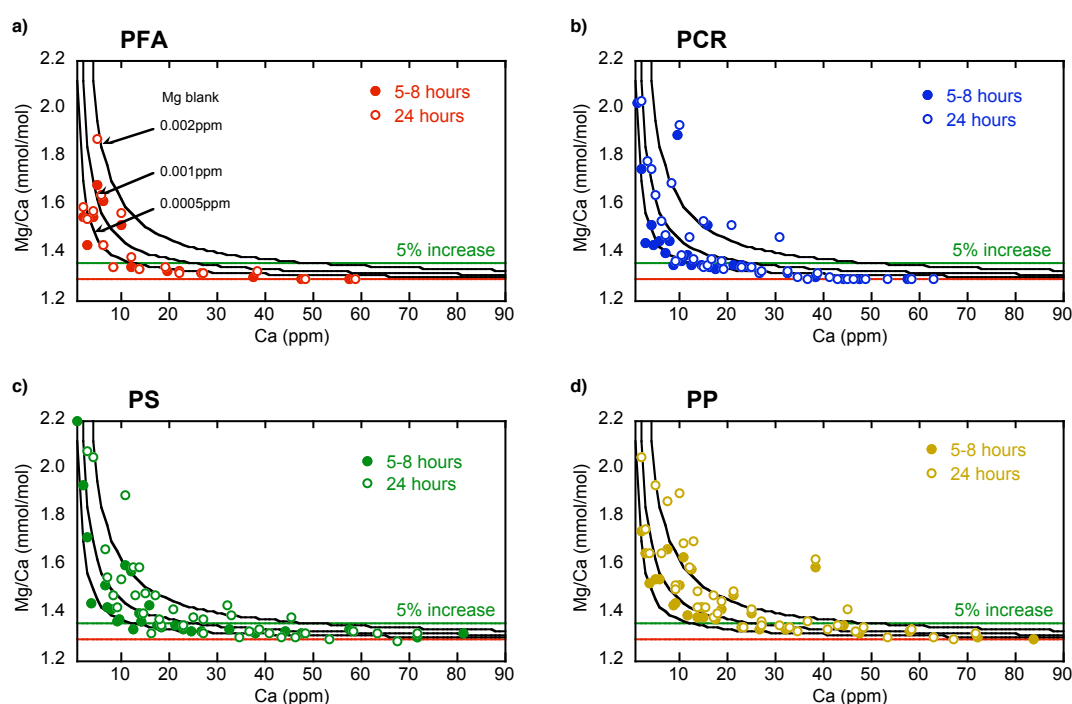 a)
PFA
2.2
2.0
1.8
1.6
1.4
1.2
Mg/Ca (mmol/mol)
Mg blank
0.002ppm
0.001ppm
0.0005ppm
5-8 hours
24 hours
5% increase
10 20 30 40 50 60 70 80 90
Ca (ppm)
b)
PCR
2.2
2.0
1.8
1.6
1.4
1.2
Mg/Ca (mmol/mol)
5-8 hours
24 hours
5% increase
10 20 30 40 50 60 70 80 90
Ca (ppm)
c)
PS
2.2
2.0
1.8
1.6
1.4
1.2
Mg/Ca (mmol/mol)
5-8 hours
24 hours
5% increase
10 20 30 40 50 60 70 80 90
Ca (ppm)
d)
PP
2.2
2.0
1.8
1.6
1.4
1.2
Mg/Ca (mmol/mol)
5-8 hours
24 hours
5% increase
10 20 30 40 50 60 70 80 90
Ca (ppm)